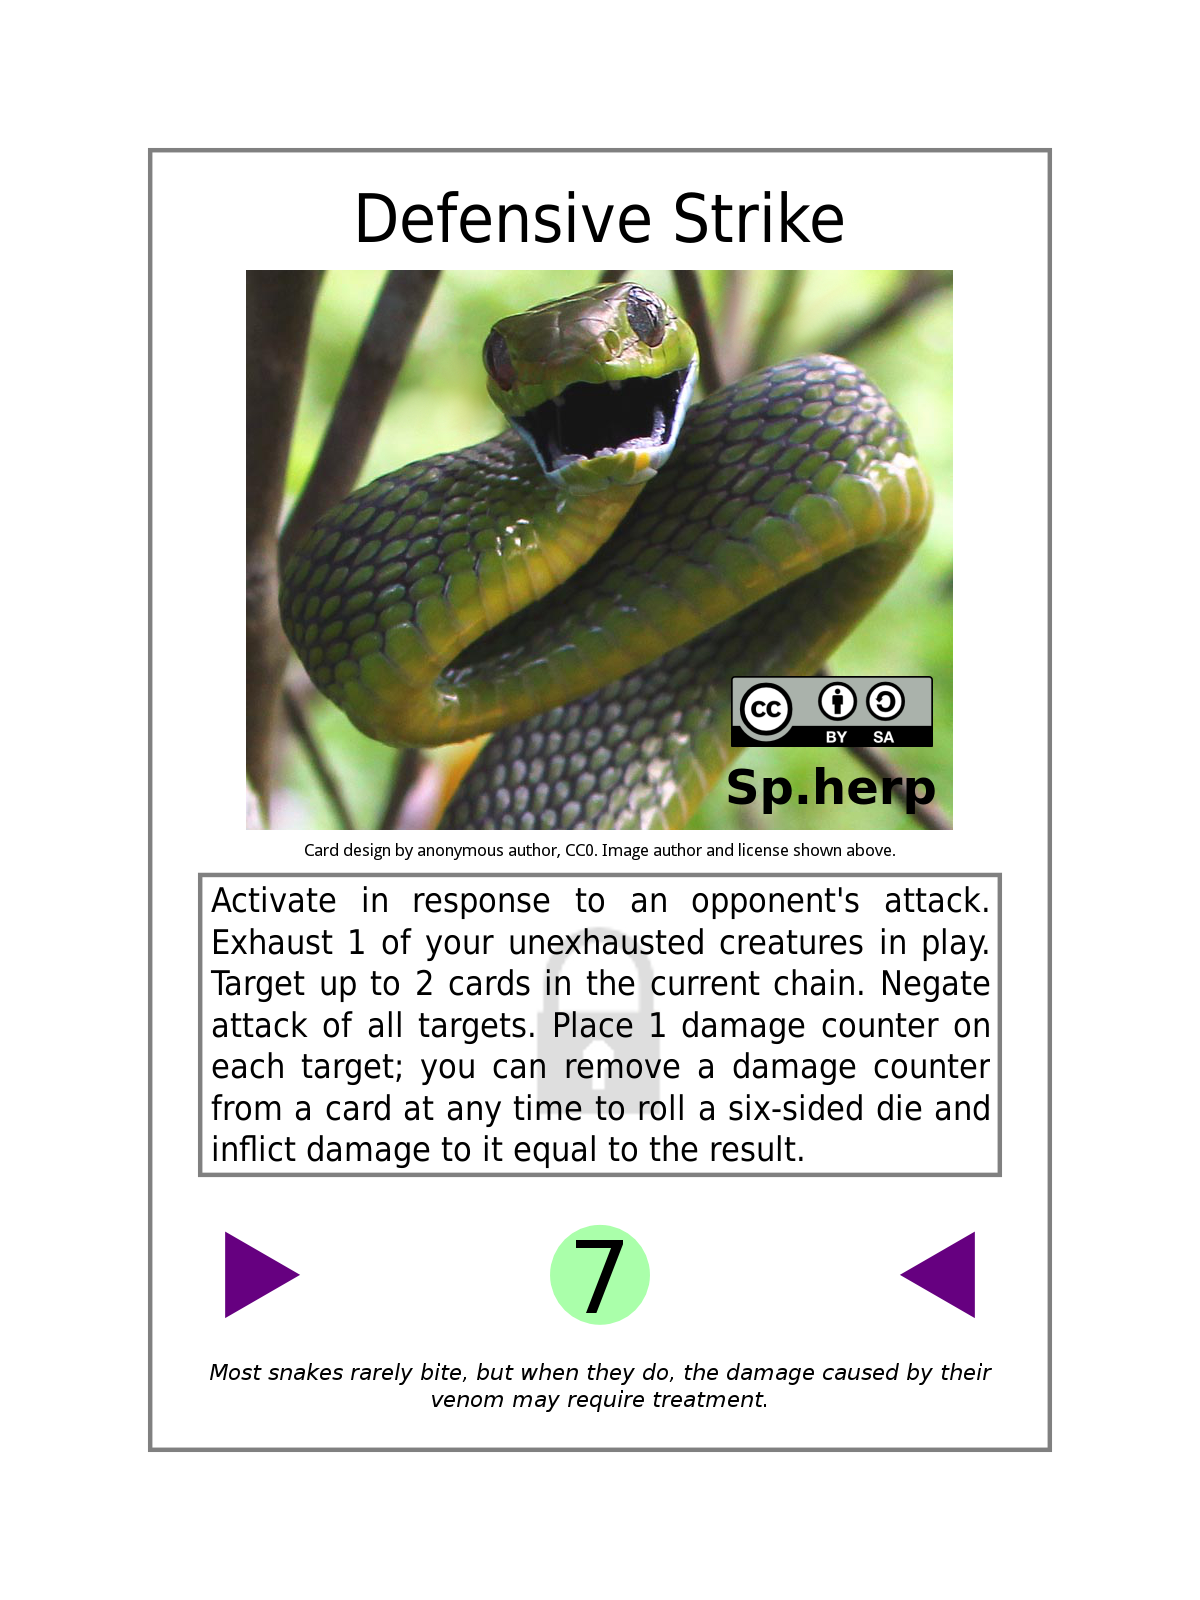 Defensive Strike
cc
BY SA
Sp.herp
Card design by anonymous author, CC0. Image author and license shown above.
Activate in response to an opponent's attack.
Exhaust 1 of your unexhausted creatures in play.
Target up to 2 cards in the current chain. Negate
attack of all targets. Place 1 damage counter on
each target; you can remove a damage counter
from a card at any time to roll a six-sided die and
inflict damage to it equal to the result.
7
Most snakes rarely bite, but when they do, the damage caused by their
venom may require treatment.